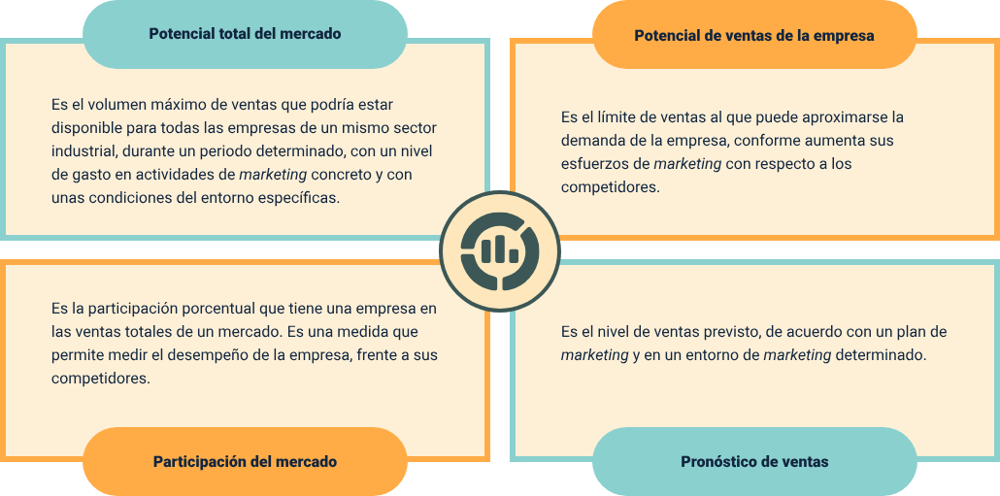 Potencial total del mercado
Es el volumen máximo de ventas que podría estar
disponible para todas las empresas de un mismo sector
industrial, durante un periodo determinado, con un nivel
de gasto en actividades de marketing concreto y con
unas condiciones del entorno específicas.
Potencial de ventas de la empresa
Es el límite de ventas al que puede aproximarse la
demanda de la empresa, conforme aumenta sus
esfuerzos de marketing con respecto a los
competidores.
Es la participación porcentual que tiene una empresa en
las ventas totales de un mercado. Es una medida que
permite medir el desempeño de la empresa, frente a sus
competidores.
Participación del mercado
Es el nivel de ventas previsto, de acuerdo con un plan de
marketing y en un entorno de marketing determinado.
Pronóstico de ventas